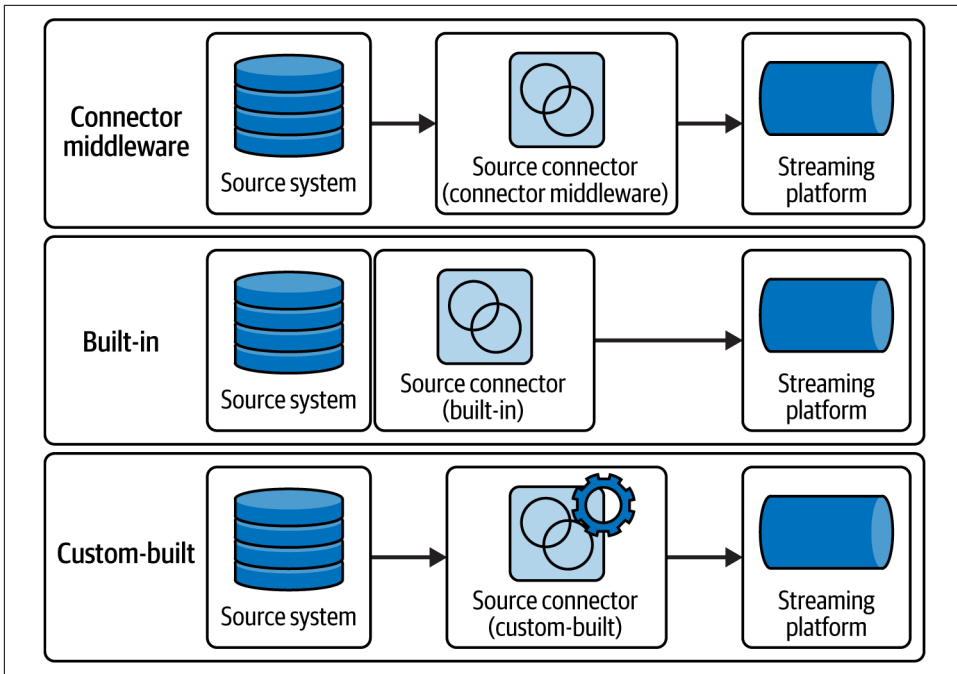 Connector
middleware
Source system
Source connector
(connector middleware)
Streaming
platform
Built-in
Source system
Source connector
(built-in)
Streaming
platform
Custom-built
Source system
Source connector
(custom-built)
Streaming
platform